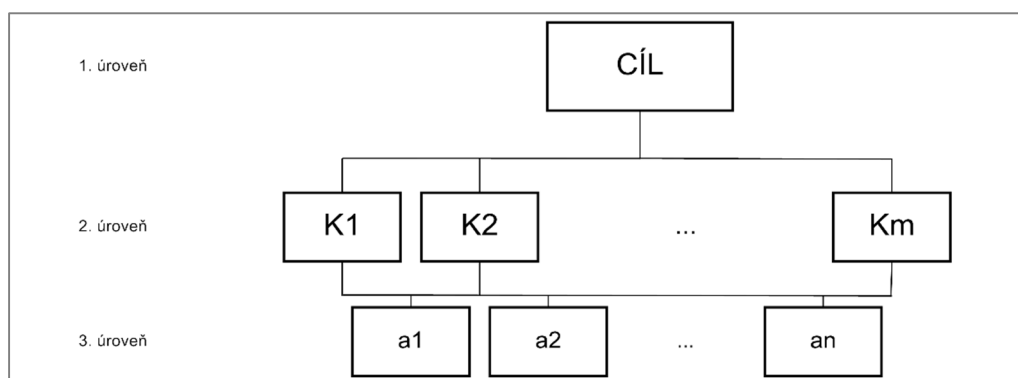 1. úroveň
CÍL
2. úroveň
K1
K2
...
Km
3. úroveň
a1
a2
...
an